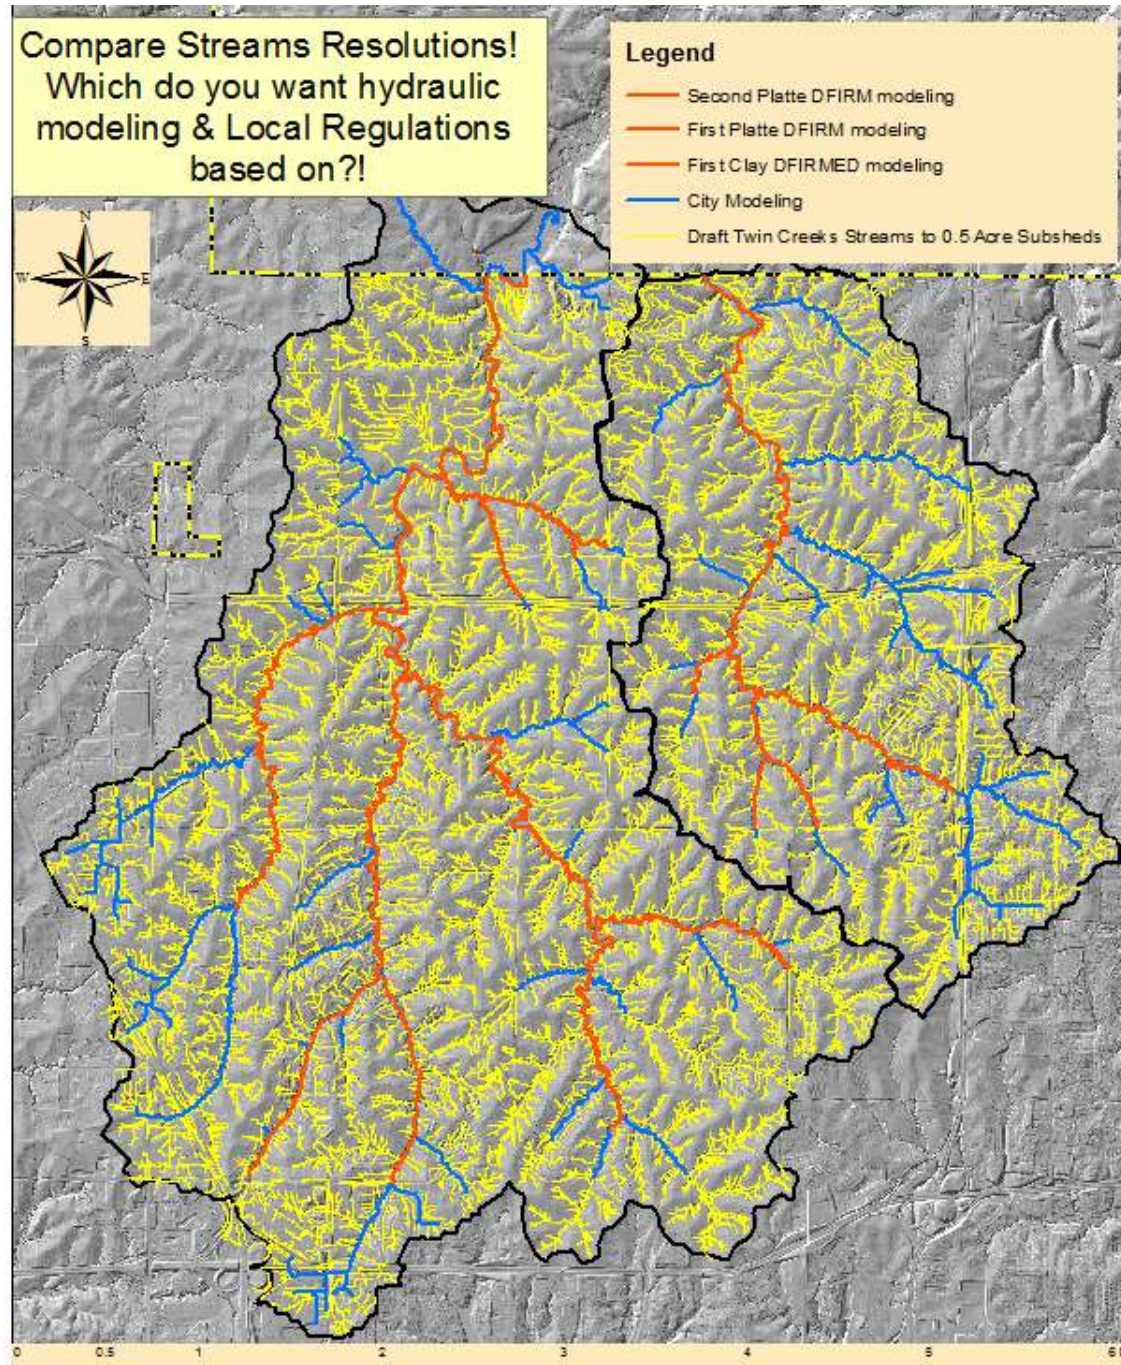 Compare Streams Resolutions!
Which do you want hydraulic
modeling & Local Regulations
based on?!
Legend
Second Platte DFIRM modeling
First Platte DFIRM modeling
First Clay DFIRMED modeling
City Modeling
Draft Twin Creeks Streams to 0.5 Acre Subsheds
N
W E
S
0 0.5 1 2 3 4 5 6